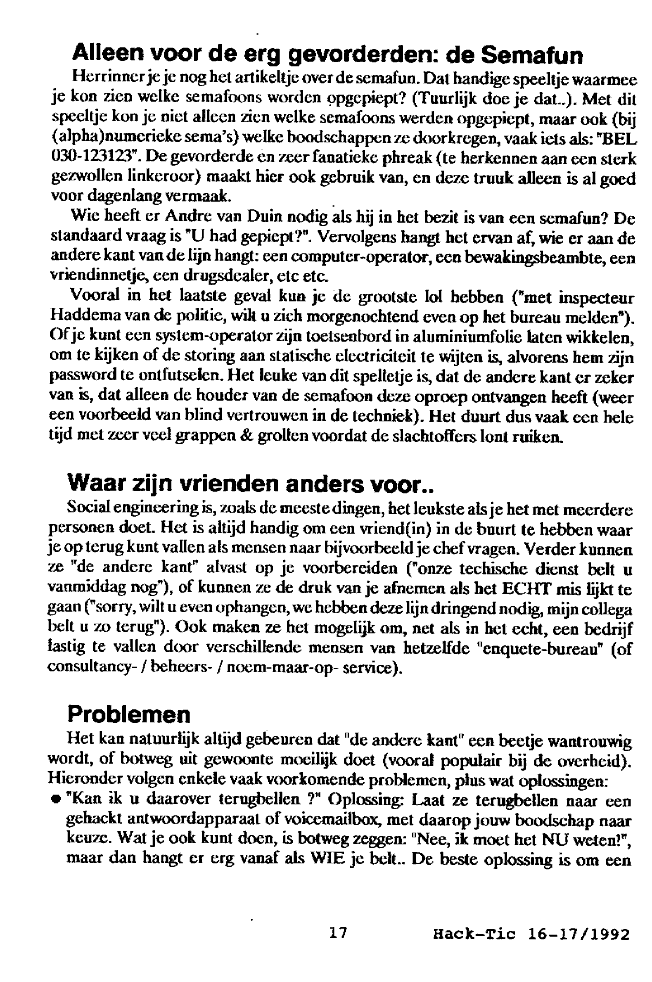 Alleen voor de erg gevorderden: de Semafun
Herrinner je je nog het artikeltje over de semafun. Dat handige speeltje waarmee
je kon zien welke semafoons worden opgepiept? (Tuurlijk doe je dat..). Met dit
speeltje kon je niet alleen zien welke semafoons werden opgepiept, maar ook (bij
(alpha)numerieke sema's) welke boodschappen ze doorkregen, vaak iets als: "BEL
030-123123". De gevorderde en zeer fanatieke phreak (te herkennen aan een sterk
gezwollen linkeroor) maakt hier ook gebruik van, en deze truuk alleen is al goed
voor dagenlang vermaak.
Wie heeft er Andre van Duin nodig als hij in het bezit is van een semafun? De
standaard vraag is "U had gepiept?". Vervolgens hangt het ervan af, wie er aan de
andere kant van de lijn hangt: een computer-operator, een bewakingsbeambte, een
vriendinnetje, een drugsdealer, etc etc.
Vooral in het laatste geval kun je de grootste lol hebben ("met inspecteur
Haddema van de politie, wilt u zich morgenochtend even op het bureau melden").
Of je kunt een system-operator zijn toetsenbord in aluminiumfolie laten wikkelen,
om te kijken of de storing aan statische electriciteit te wijten is, alvorens hem zijn
password te ontfutselen. Het leuke van dit spelletje is, dat de andere kant er zeker
van is, dat alleen de houder van de semafoon deze oproep ontvangen heeft (weer
een voorbeeld van blind vertrouwen in de techniek). Het duurt dus vaak een hele
tijd met zeer veel grappen & grollen voordat de slachtoffers lont ruiken.
Waar zijn vrienden anders voor..
Social engineering is, zoals de meeste dingen, het leukste als je het met meerdere
personen doet. Het is altijd handig om een vriend(in) in de buurt te hebben waar
je op terug kunt vallen als mensen naar bijvoorbeeld je chef vragen. Verder kunnen
ze "de andere kant" alvast op je voorbereiden ("onze techische dienst belt u
vanmiddag nog"), of kunnen ze de druk van je afnemen als het ECHT mis lijkt te
gaan ("sorry, wilt u even ophangen, we hebben deze lijn dringend nodig, mijn collega
belt u zo terug"). Ook maken ze het mogelijk om, net als in het echt, een bedrijf
lastig te vallen door verschillende mensen van hetzelfde "enquete-bureau" (of
consultancy- / beheers- / noem-maar-op- service).
Problemen
Het kan natuurlijk altijd gebeuren dat "de andere kant" een beetje wantrouwig
wordt, of botweg uit gewoonte moeilijk doet (vooral populair bij de overheid).
Hieronder volgen enkele vaak voorkomende problemen, plus wat oplossingen:
● "Kan ik u daarover terugbellen ?" Oplossing: Laat ze terugbellen naar een
gehackt antwoordapparaat of voicemailbox, met daarop jouw boodschap naar
keuze. Wat je ook kunt doen, is botweg zeggen: "Nee, ik moet het NU weten!",
maar dan hangt er erg vanaf als WIE je belt.. De beste oplossing is om een
17 Hack-Tic 16-17/1992